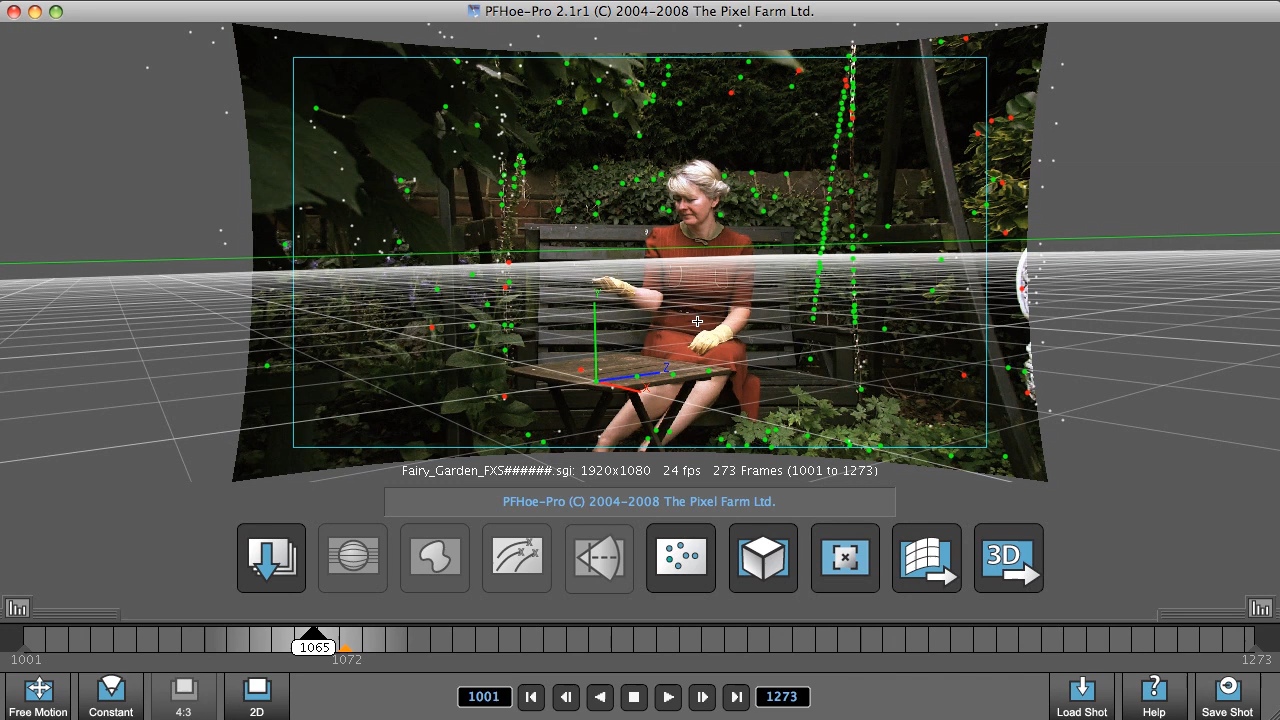 PFHoe-Pro 2.1r1 (C) 2004-2008 The Pixel Farm Ltd.
Y
Z
X
Fairy_Garden_FXS######.sgi: 1920x1080 24 fps 273 Frames (1001 to 1273)
PFHoe-Pro (C) 2004-2008 The Pixel Farm Ltd.
3D
1065
1001 1072 1273
1001 1273
Free Motion Constant 4:3 2D Load Shot Help Save Shot